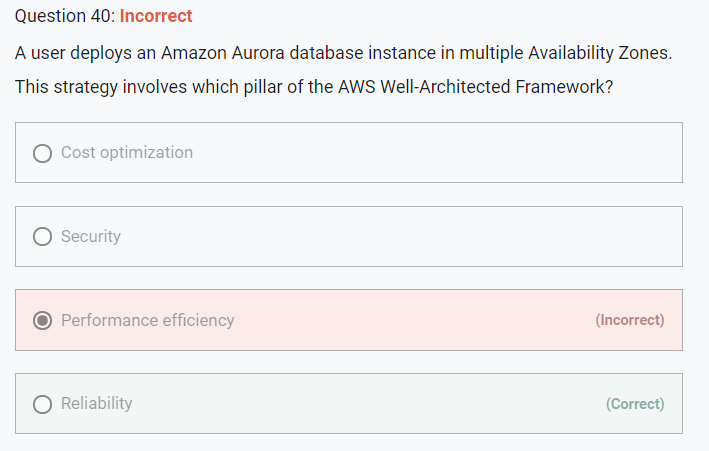 Question 40: Incorrect
A user deploys an Amazon Aurora database instance in multiple Availability Zones.
This strategy involves which pillar of the AWS Well-Architected Framework?
Cost optimization
Security
Performance efficiency (Incorrect)
Reliability (Correct)